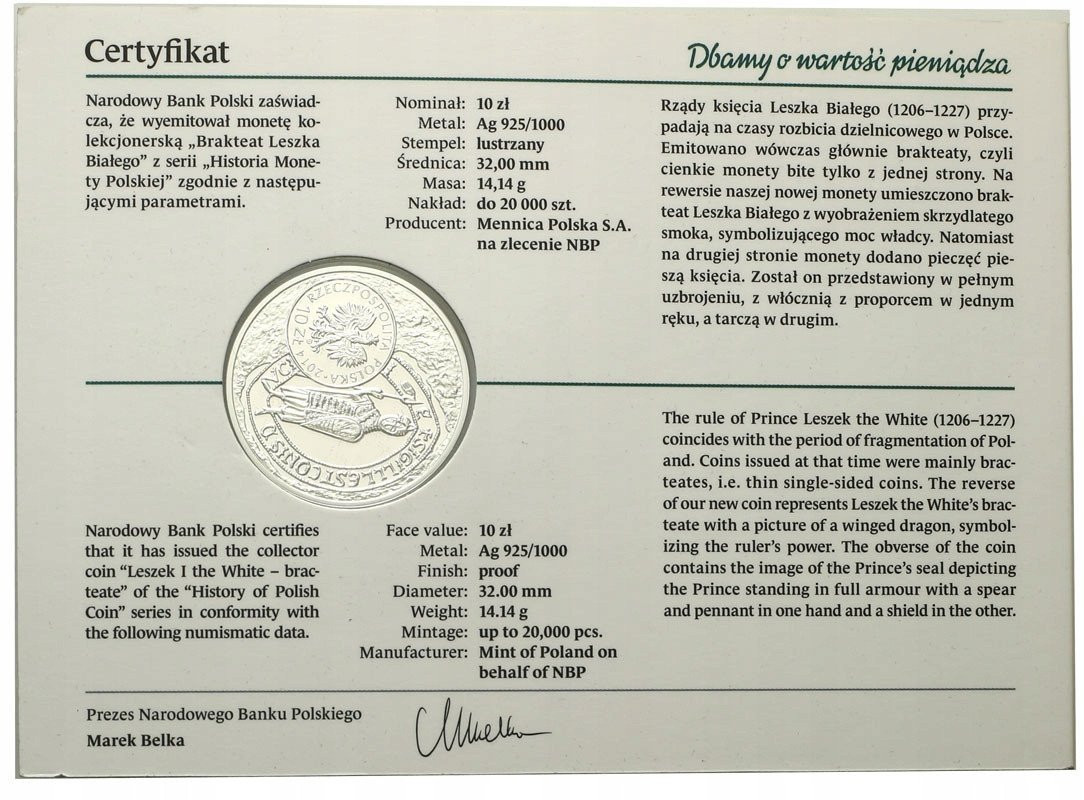 Certyfikat
Dbamy o wartość pieniądza
Narodowy Bank Polski zaświad-
cza, że wyemitował monetę ko-
lekcjonerską „Brakteat Leszka
Białego” z serii „Historia Mone-
ty Polskiej” zgodnie z następu-
jącymi parametrami.
Nominał: 10 zł
Metal: Ag 925/1000
Stempel: lustrzany
Średnica: 32,00 mm
Masa: 14,14 g
Nakład: do 20 000 szt.
Producent: Mennica Polska S.A.
na zlecenie NBP
Rządy księcia Leszka Białego (1206–1227) przy-
padają na czasy rozbicia dzielnicowego w Polsce.
Emitowano wówczas głównie brakteaty, czyli
cienkie monety bite tylko z jednej strony. Na
rewersie naszej nowej monety umieszczono brak-
teat Leszka Białego z wyobrażeniem skrzydlatego
smoka, symbolizującego moc władcy. Natomiast
na drugiej stronie monety dodano pieczęć pie-
szą księcia. Został on przedstawiony w pełnym
uzbrojeniu, z włócznią z proporcem w jednym
ręku, a tarczą w drugim.
RZECZPOSPOLITA POLSKA · 2014 10 ZŁ
Narodowy Bank Polski certifies
that it has issued the collector
coin “Leszek I the White – brac-
teate” of the “History of Polish
Coin” series in conformity with
the following numismatic data.
Face value: 10 zł
Metal: Ag 925/1000
Finish: proof
Diameter: 32.00 mm
Weight: 14.14 g
Mintage: up to 20,000 pcs.
Manufacturer: Mint of Poland on
behalf of NBP
The rule of Prince Leszek the White (1206–1227)
coincides with the period of fragmentation of Pol-
and. Coins issued at that time were mainly brac-
teates, i.e. thin single-sided coins. The reverse
of our new coin represents Leszek the White’s brac-
teate with a picture of a winged dragon, symbol-
izing the ruler’s power. The obverse of the coin
contains the image of the Prince’s seal depicting
the Prince standing in full armour with a spear
and pennant in one hand and a shield in the other.
Prezes Narodowego Banku Polskiego
Marek Belka